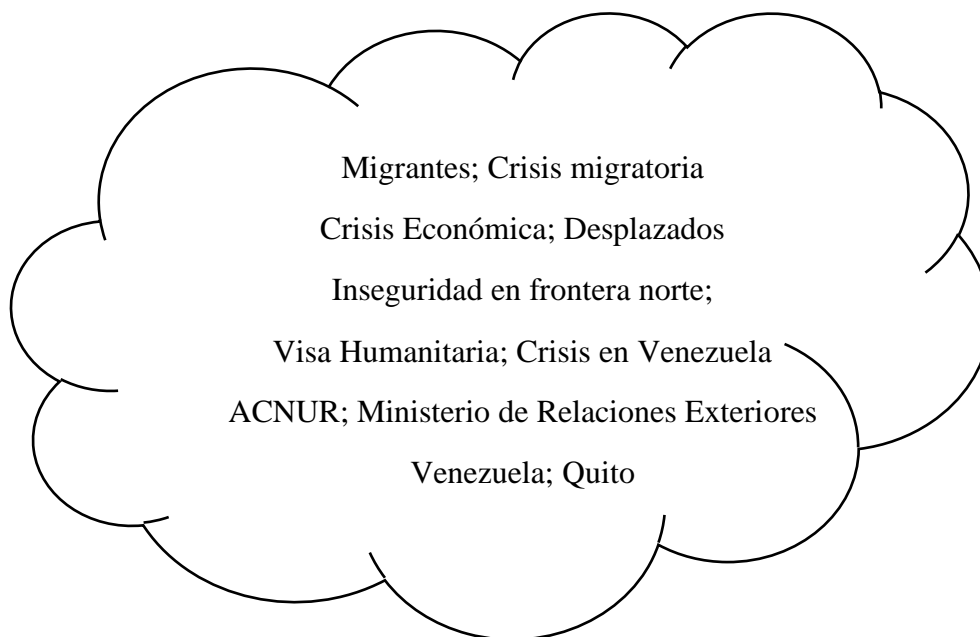 Migrantes; Crisis migratoria
Crisis Económica; Desplazados
Inseguridad en frontera norte;
Visa Humanitaria; Crisis en Venezuela
ACNUR; Ministerio de Relaciones Exteriores
Venezuela; Quito